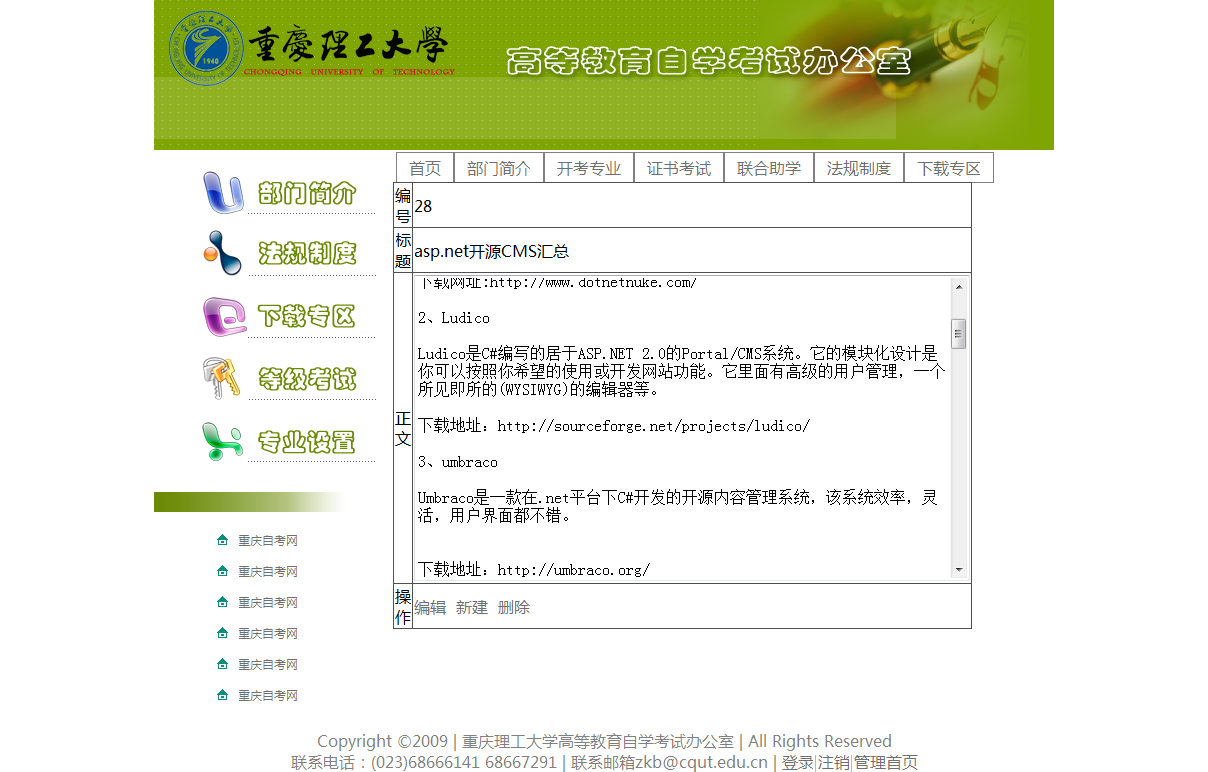 重慶理工大學
CHONGQING UNIVERSITY OF TECHNOLOGY
1940
高等教育自学考试办公室
首页 部门简介 开考专业 证书考试 联合助学 法规制度 下载专区
部门简介
法规制度
下载专区
等级考试
专业设置
重庆自考网
重庆自考网
重庆自考网
重庆自考网
重庆自考网
重庆自考网
编号 28
标题 asp.net开源CMS汇总
正文
下载网址:http://www.dotnetnuke.com/
2、Ludico
Ludico是C#编写的居于ASP.NET 2.0的Portal/CMS系统。它的模块化设计是
你可以按照你希望的使用或开发网站功能。它里面有高级的用户管理，一个
所见即所的(WYSIWYG)的编辑器等。
下载地址：http://sourceforge.net/projects/ludico/
3、umbraco
Umbraco是一款在.net平台下C#开发的开源内容管理系统，该系统效率，灵
活，用户界面都不错。
下载地址：http://umbraco.org/
操作 编辑 新建 删除
Copyright ©2009 | 重庆理工大学高等教育自学考试办公室 | All Rights Reserved
联系电话：(023)68666141 68667291 | 联系邮箱zkb@cqut.edu.cn | 登录|注销|管理首页